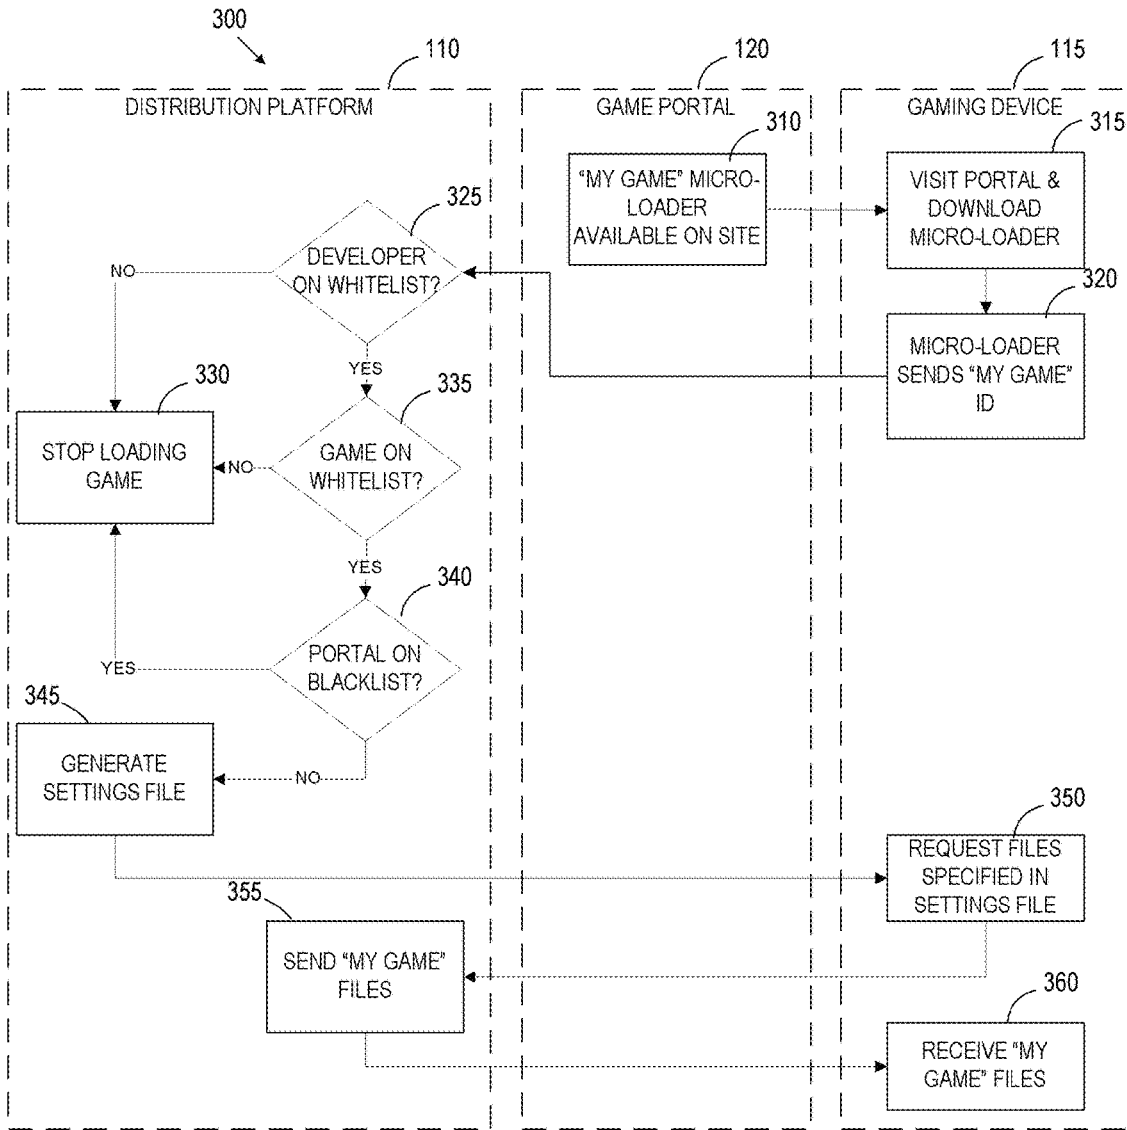 300
110
120
115
DISTRIBUTION PLATFORM
GAME PORTAL
GAMING DEVICE
310
315
"MY GAME" MICRO-
LOADER
AVAILABLE ON SITE
VISIT PORTAL &
DOWNLOAD
MICRO-LOADER
325
DEVELOPER
ON WHITELIST?
NO
320
MICRO-LOADER
SENDS "MY GAME"
ID
YES
330
335
STOP LOADING
GAME
NO
GAME ON
WHITELIST?
YES
340
PORTAL ON
BLACKLIST?
YES
345
GENERATE
SETTINGS FILE
NO
350
REQUEST FILES
SPECIFIED IN
SETTINGS FILE
355
SEND "MY GAME"
FILES
360
RECEIVE "MY
GAME" FILES